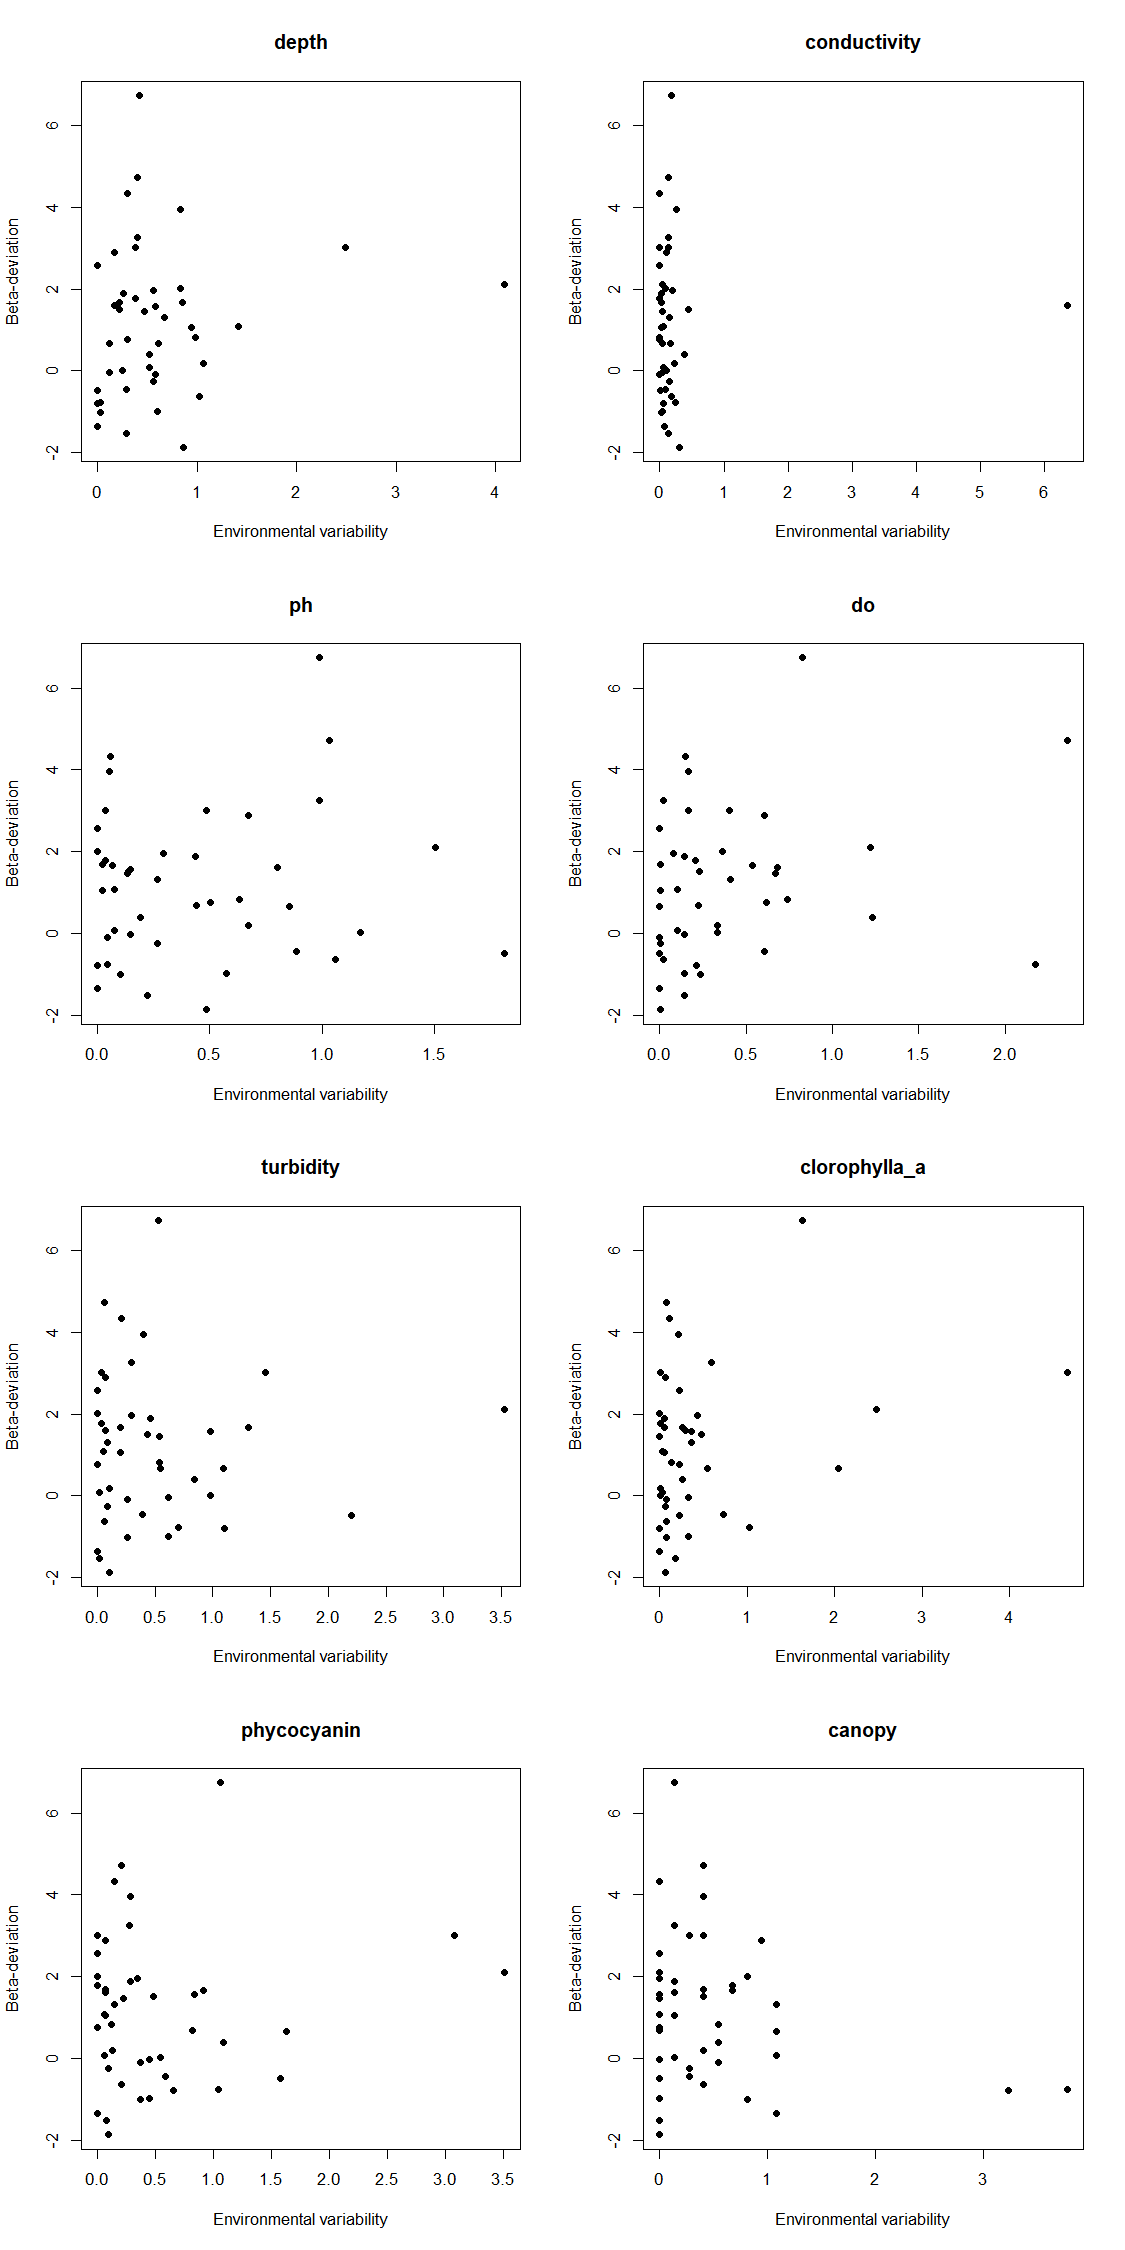 depth
conductivity
Beta-deviation
6
4
2
0
-2
0 1 2 3 4
Environmental variability
Beta-deviation
6
4
2
0
-2
0 1 2 3 4 5 6
Environmental variability
ph
do
Beta-deviation
6
4
2
0
-2
0.0 0.5 1.0 1.5
Environmental variability
Beta-deviation
6
4
2
0
-2
0.0 0.5 1.0 1.5 2.0
Environmental variability
turbidity
clorophylla_a
Beta-deviation
6
4
2
0
-2
0.0 0.5 1.0 1.5 2.0 2.5 3.0 3.5
Environmental variability
Beta-deviation
6
4
2
0
-2
0 1 2 3 4
Environmental variability
phycocyanin
canopy
Beta-deviation
6
4
2
0
-2
0.0 0.5 1.0 1.5 2.0 2.5 3.0 3.5
Environmental variability
Beta-deviation
6
4
2
0
-2
0 1 2 3
Environmental variability